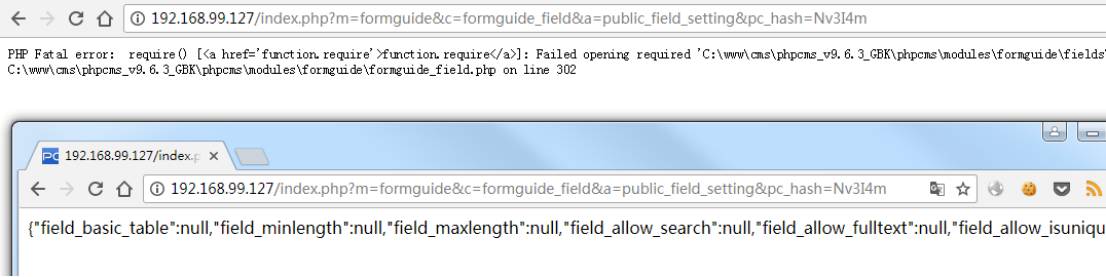 192.168.99.127/index.php?m=formguide&c=formguide_field&a=public_field_setting&pc_hash=Nv3I4m
PHP Fatal error:  require() [<a href='function.require'>function.require</a>]: Failed opening required 'C:\www\cms\phpcms_v9.6.3_GBK\phpcms\modules\formguide\fields'
C:\www\cms\phpcms_v9.6.3_GBK\phpcms\modules\formguide\formguide_field.php on line 302
PC 192.168.99.127/index.p
192.168.99.127/index.php?m=formguide&c=formguide_field&a=public_field_setting&pc_hash=Nv3I4m
{"field_basic_table":null,"field_minlength":null,"field_maxlength":null,"field_allow_search":null,"field_allow_fulltext":null,"field_allow_isuniqu